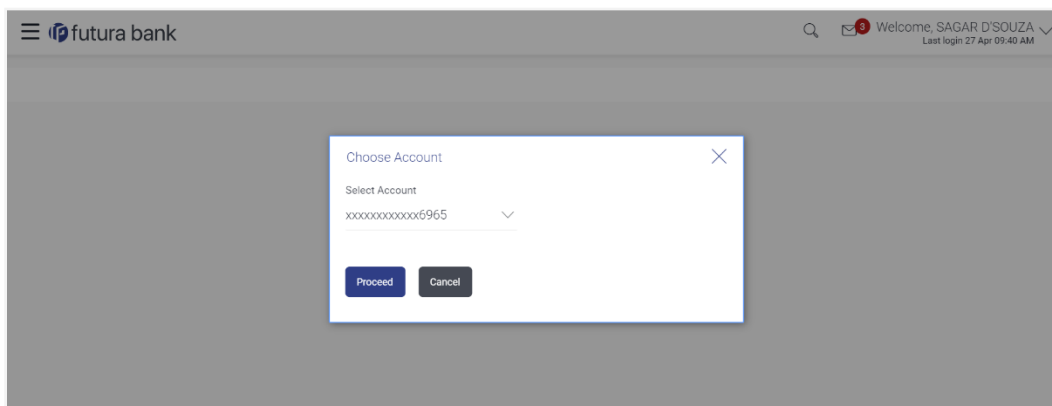 futura bank
3
Welcome, SAGAR D'SOUZA
Last login 27 Apr 09:40 AM
Choose Account
Select Account
xxxxxxxxxxxx6965
Proceed
Cancel